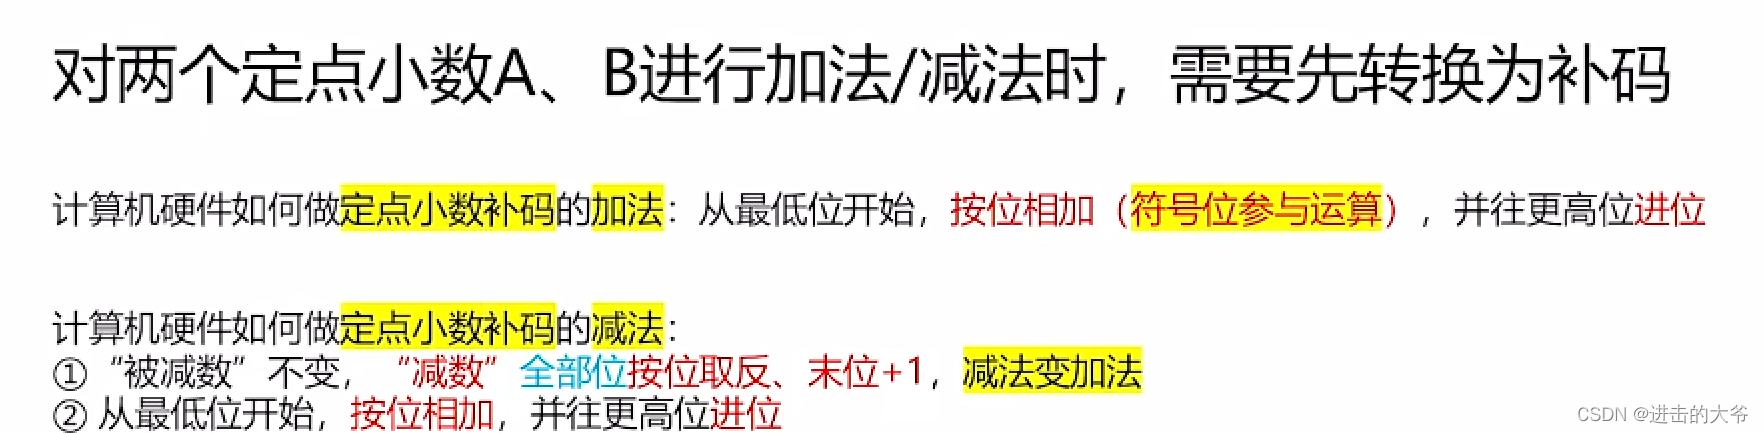 对两个定点小数A、B进行加法/减法时，需要先转换为补码
计算机硬件如何做定点小数补码的加法：从最低位开始，按位相加（符号位参与运算），并往更高位进位
计算机硬件如何做定点小数补码的减法：
①“被减数”不变，“减数”全部位按位取反、末位+1，减法变加法
②从最低位开始，按位相加，并往更高位进位
CSDN @进击的大爷